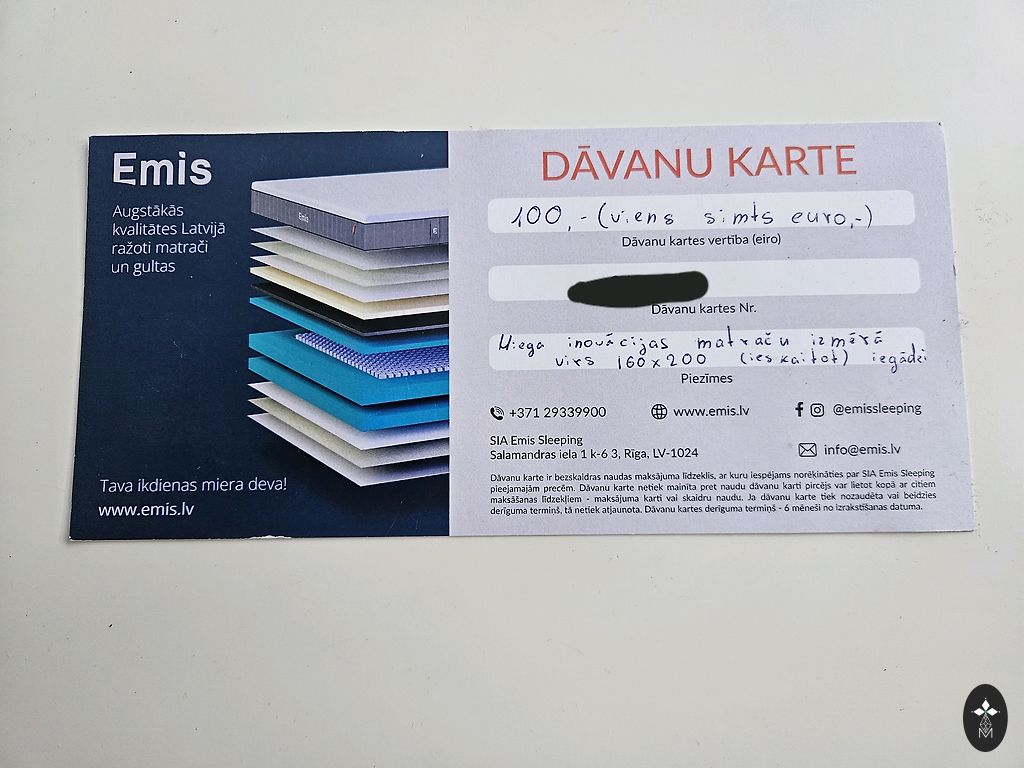 Emis
Augstākās
kvalitātes Latvijā
ražoti matrači
un gultas
Emis
Tava ikdienas miera deva!
www.emis.lv
DĀVANU KARTE
100,- (viens simts euro,-)
Dāvanu kartes vērtība (eiro)
Dāvanu kartes Nr.
Miega inovācijas matraču izmērā
virs 160x200 (ieskaitot) iegādei
Piezīmes
+371 29339900
www.emis.lv
@emissleeping
SIA Emis Sleeping
Salamandras iela 1 k-6 3, Rīga, LV-1024
info@emis.lv
Dāvanu karte ir bezskaidras naudas maksājuma līdzeklis, ar kuru iespējams norēķināties par SIA Emis Sleeping
pieejamajām precēm. Dāvanu karte netiek mainīta pret naudu dāvanu karti pircējs var lietot kopā ar citiem
maksāšanas līdzekļiem - maksājuma karti vai skaidru naudu. Ja dāvanu karte tiek nozaudēta vai beidzies
derīguma termiņš, tā netiek atjaunota. Dāvanu kartes derīguma termiņš - 6 mēneši no izrakstīšanas datuma.
M